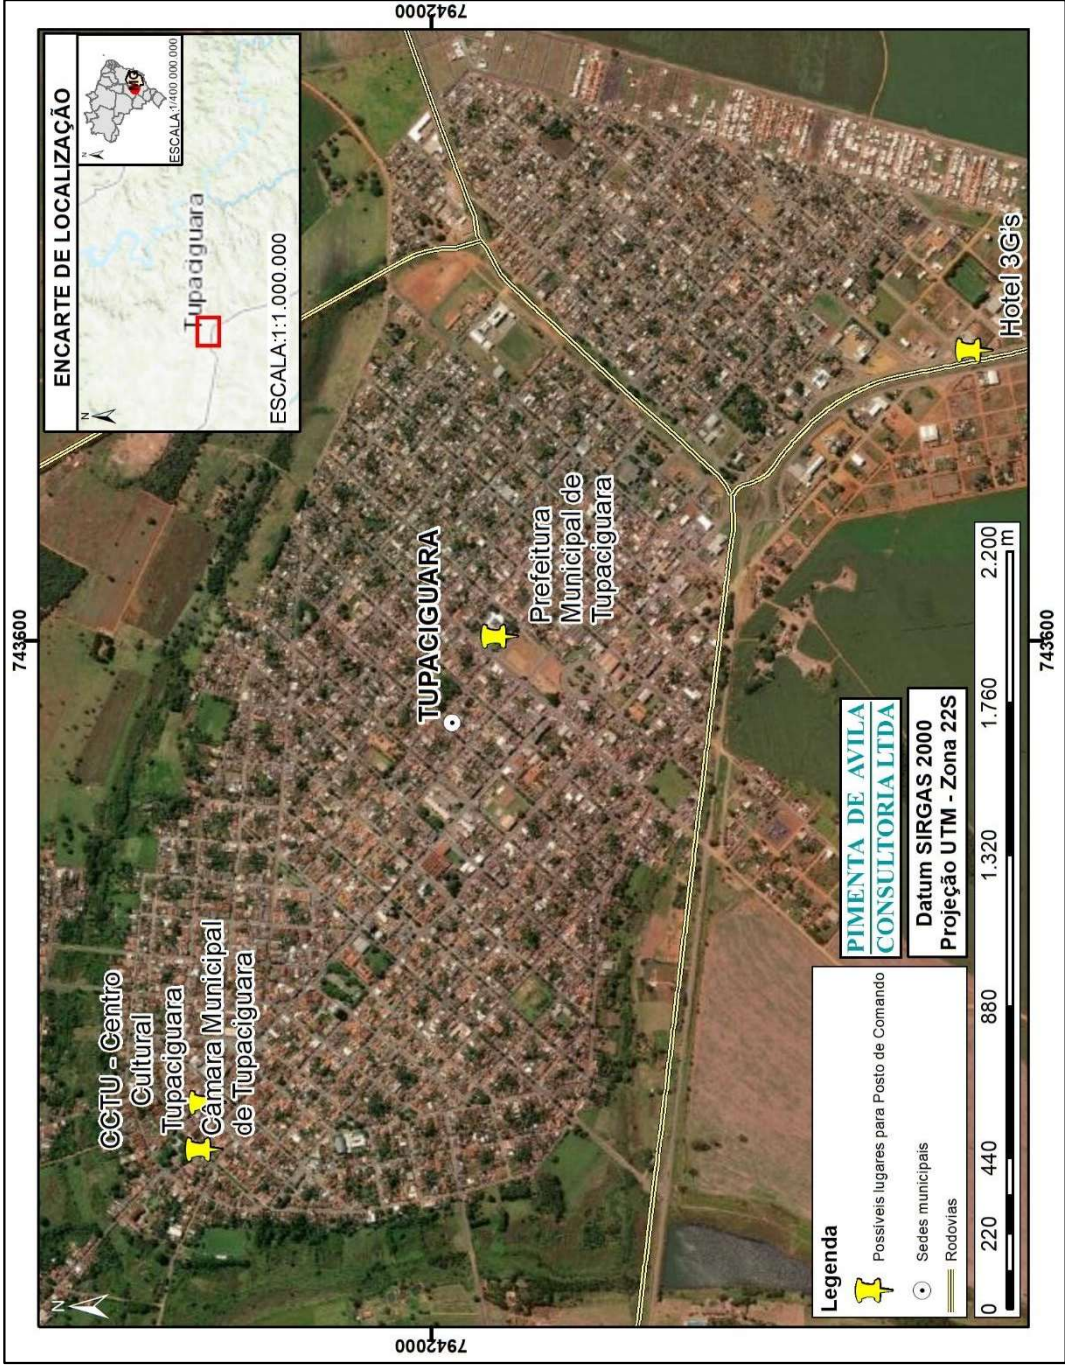 7942000
743600
ENCARTE DE LOCALIZAÇÃO
N
Tupaciguara
ESCALA:1:1.000.000
N
MG
ESCALA:1/400.000.000
CCTU - Centro
Cultural
Tupaciguara
Câmara Municipal
de Tupaciguara
TUPACIGUARA
Prefeitura
Municipal de
Tupaciguara
Hotel 3G's
N
Legenda
Possíveis lugares para Posto de Comando
Sedes municipais
Rodovias
PIMENTA DE AVILA
CONSULTORIA LTDA
Datum SIRGAS 2000
Projeção UTM - Zona 22S
0 220 440 880 1.320 1.760 2.200
m
743600
7942000